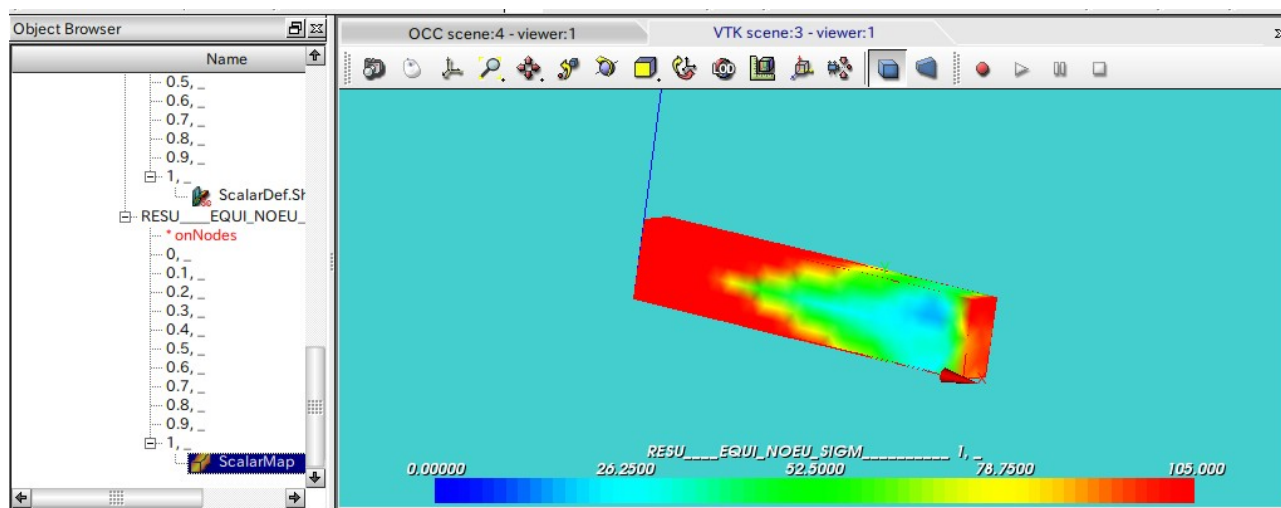 Object Browser
OCC scene:4 - viewer:1
VTK scene:3 - viewer:1
Name
0.5, _
0.6, _
0.7, _
0.8, _
0.9, _
1, _
ScalarDef.Sh
RESU____EQUI_NOEU_
* onNodes
0, _
0.1, _
0.2, _
0.3, _
0.4, _
0.5, _
0.6, _
0.7, _
0.8, _
0.9, _
1, _
ScalarMap
LOD
Y
X
RESU____EQUI_NOEU_SIGM__________ 1, _
0.00000 26.2500 52.5000 78.7500 105.000